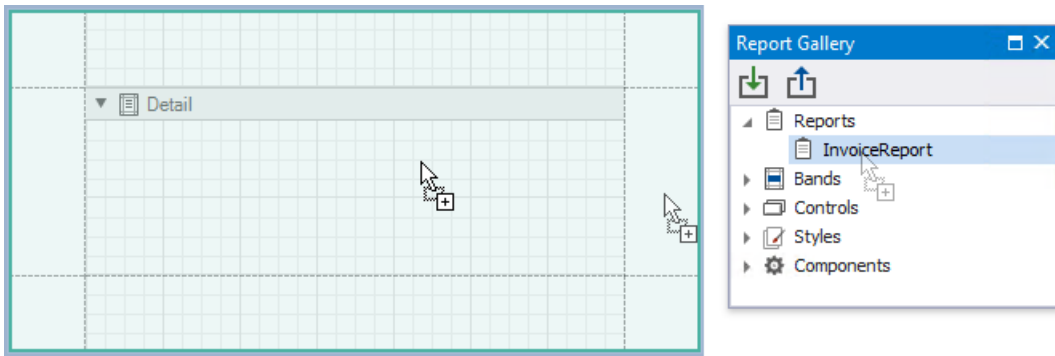 Detail
Report Gallery
Reports
InvoiceReport
Bands
Controls
Styles
Components